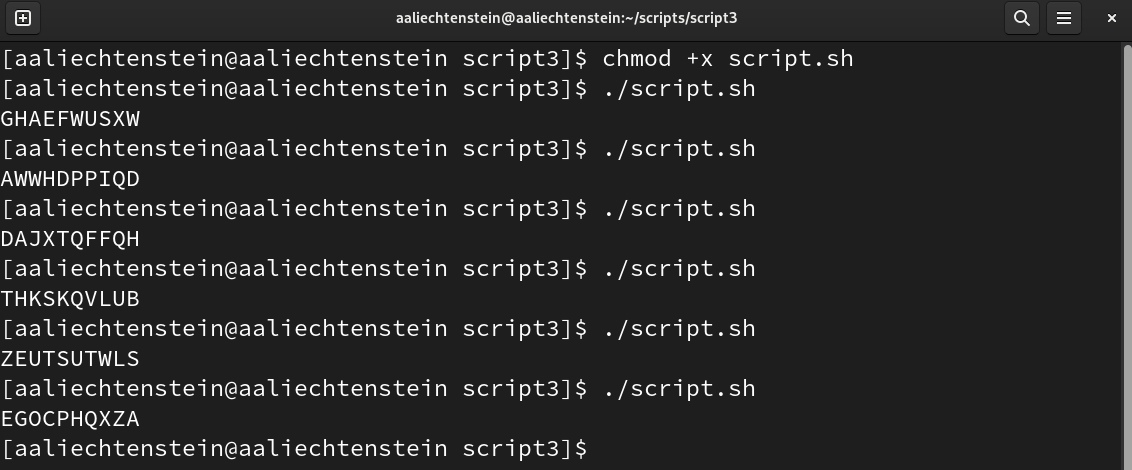 aaliechtenstein@aaliechtenstein:~/scripts/script3
[aaliechtenstein@aaliechtenstein script3]$ chmod +x script.sh
[aaliechtenstein@aaliechtenstein script3]$ ./script.sh
GHAEFWUSXW
[aaliechtenstein@aaliechtenstein script3]$ ./script.sh
AWWHDPPIQD
[aaliechtenstein@aaliechtenstein script3]$ ./script.sh
DAJXTQFFQH
[aaliechtenstein@aaliechtenstein script3]$ ./script.sh
THKSKQVLUB
[aaliechtenstein@aaliechtenstein script3]$ ./script.sh
ZEUTSUTWLS
[aaliechtenstein@aaliechtenstein script3]$ ./script.sh
EGOCPHQXZA
[aaliechtenstein@aaliechtenstein script3]$